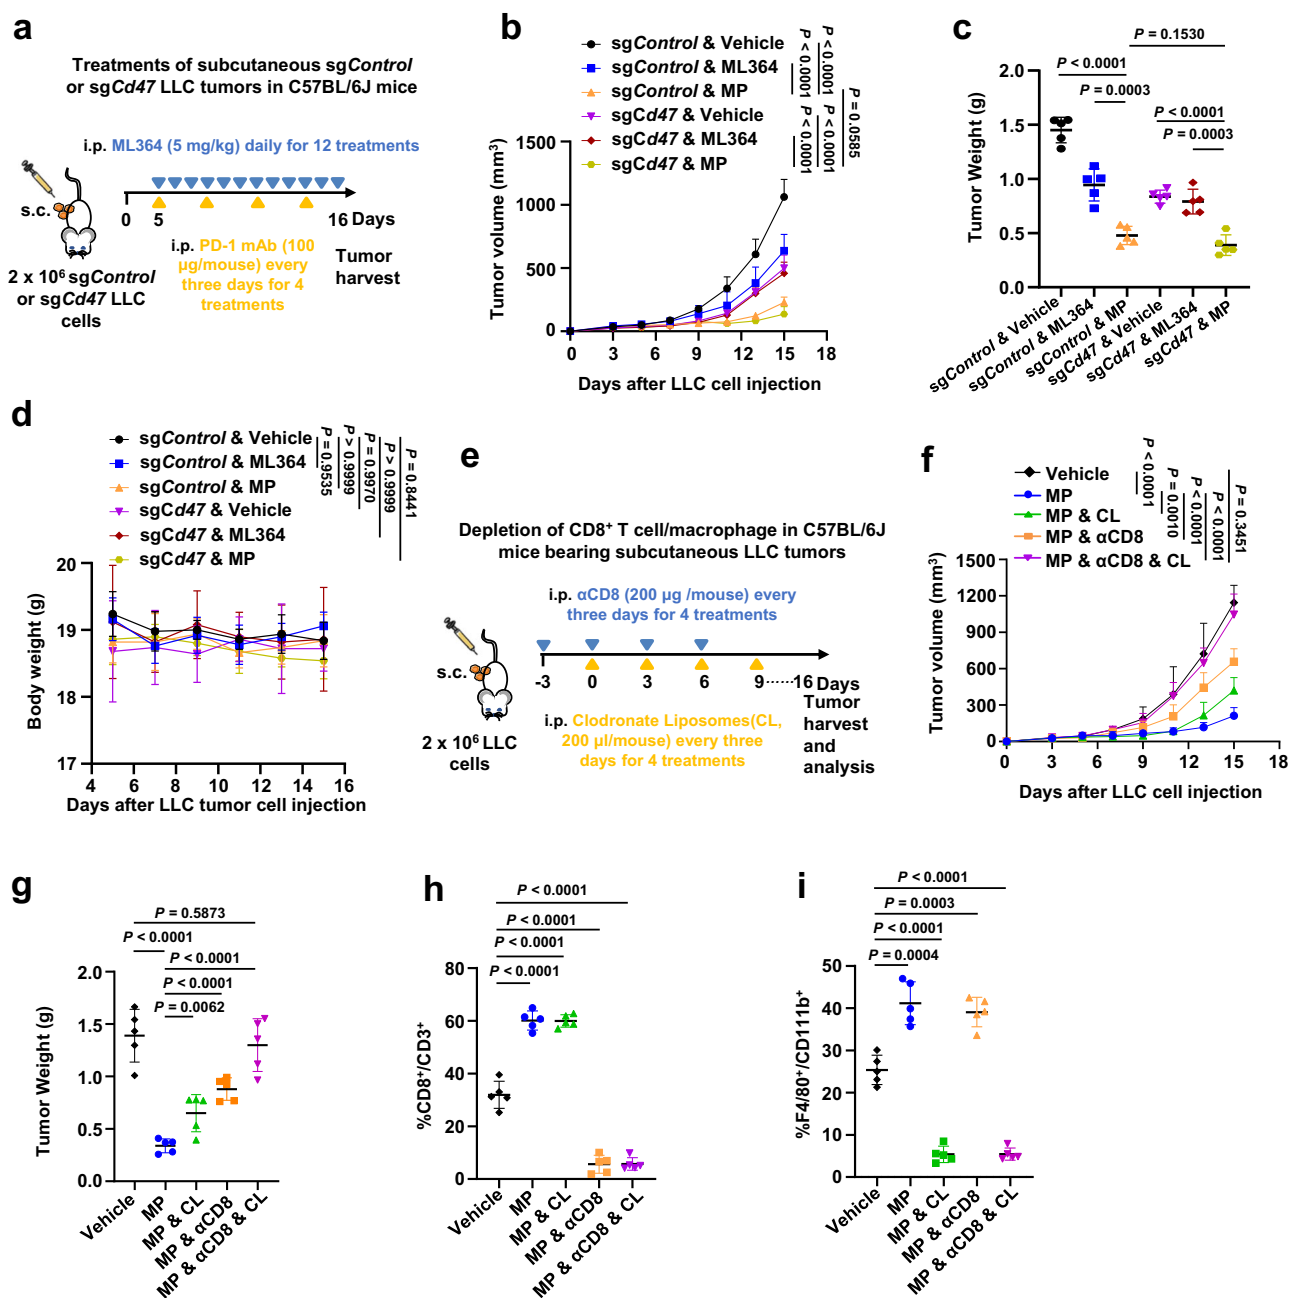 a
Treatments of subcutaneous sgControl
or sgCd47 LLC tumors in C57BL/6J mice
i.p. ML364 (5 mg/kg) daily for 12 treatments
s.c.
0 5 16 Days
i.p. PD-1 mAb (100
µg/mouse) every
three days for 4
treatments
Tumor
harvest
2 x 10⁶ sgControl
or sgCd47 LLC
cells
b
sgControl & Vehicle
sgControl & ML364
sgControl & MP
sgCd47 & Vehicle
sgCd47 & ML364
sgCd47 & MP
P < 0.0001
P < 0.0001
P < 0.0001
P < 0.0001
P = 0.0585
Tumor volume (mm³)
1500
1000
500
0
0 3 6 9 12 15 18
Days after LLC cell injection
c
P = 0.1530
P < 0.0001
P = 0.0003
P < 0.0001
P = 0.0003
Tumor Weight (g)
2.0
1.5
1.0
0.5
0.0
sgControl & Vehicle
sgControl & ML364
sgControl & MP
sgCd47 & Vehicle
sgCd47 & ML364
sgCd47 & MP
d
sgControl & Vehicle
sgControl & ML364
sgControl & MP
sgCd47 & Vehicle
sgCd47 & ML364
sgCd47 & MP
P = 0.9535
P > 0.9999
P = 0.9970
P > 0.9999
P = 0.8441
Body weight (g)
20
19
18
17
4 6 8 10 12 14 16
Days after LLC tumor cell injection
e
Depletion of CD8⁺ T cell/macrophage in C57BL/6J
mice bearing subcutaneous LLC tumors
i.p. αCD8 (200 µg /mouse) every
three days for 4 treatments
s.c.
-3 0 3 6 9 16 Days
i.p. Clodronate Liposomes(CL,
200 µl/mouse) every three
days for 4 treatments
Tumor
harvest
and
analysis
2 x 10⁶ LLC
cells
f
Vehicle
MP
MP & CL
MP & αCD8
MP & αCD8 & CL
P < 0.0001
P = 0.0010
P < 0.0001
P < 0.0001
P = 0.3451
Tumor volume (mm³)
1500
1200
900
600
300
0
0 3 6 9 12 15 18
Days after LLC cell injection
g
P = 0.5873
P < 0.0001
P < 0.0001
P < 0.0001
P = 0.0062
Tumor Weight (g)
2.0
1.5
1.0
0.5
0.0
Vehicle
MP
MP & CL
MP & αCD8
MP & αCD8 & CL
h
P < 0.0001
P < 0.0001
P < 0.0001
P < 0.0001
%CD8⁺/CD3⁺
80
60
40
20
0
Vehicle
MP
MP & CL
MP & αCD8
MP & αCD8 & CL
i
P < 0.0001
P = 0.0003
P < 0.0001
P = 0.0004
%F4/80⁺/CD111b⁺
50
40
30
20
10
0
Vehicle
MP
MP & CL
MP & αCD8
MP & αCD8 & CL